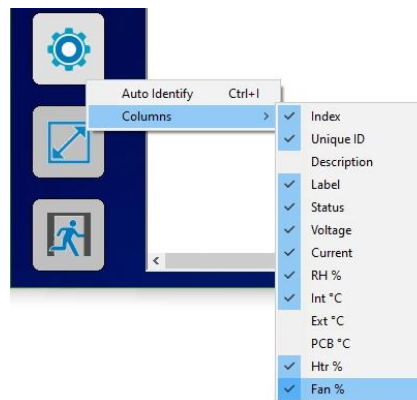 Auto Identify Ctrl+I
Columns >
Index
Unique ID
Description
Label
Status
Voltage
Current
RH %
Int °C
Ext °C
PCB °C
Htr %
Fan %